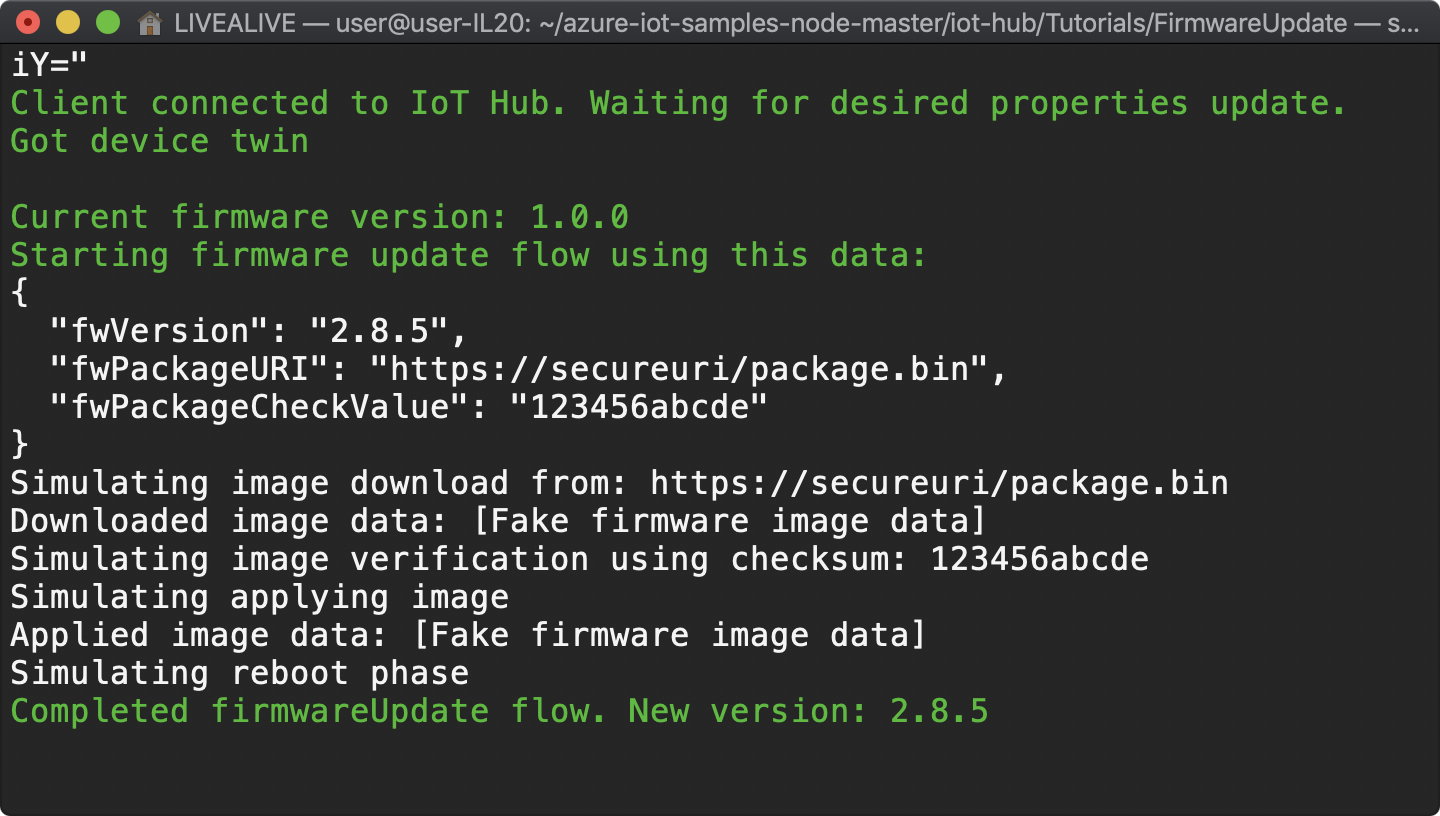 LIVEALIVE — user@user-IL20: ~/azure-iot-samples-node-master/iot-hub/Tutorials/FirmwareUpdate — s...
iY="
Client connected to IoT Hub. Waiting for desired properties update.
Got device twin
Current firmware version: 1.0.0
Starting firmware update flow using this data:
{
  "fwVersion": "2.8.5",
  "fwPackageURI": "https://secureuri/package.bin",
  "fwPackageCheckValue": "123456abcde"
}
Simulating image download from: https://secureuri/package.bin
Downloaded image data: [Fake firmware image data]
Simulating image verification using checksum: 123456abcde
Simulating applying image
Applied image data: [Fake firmware image data]
Simulating reboot phase
Completed firmwareUpdate flow. New version: 2.8.5